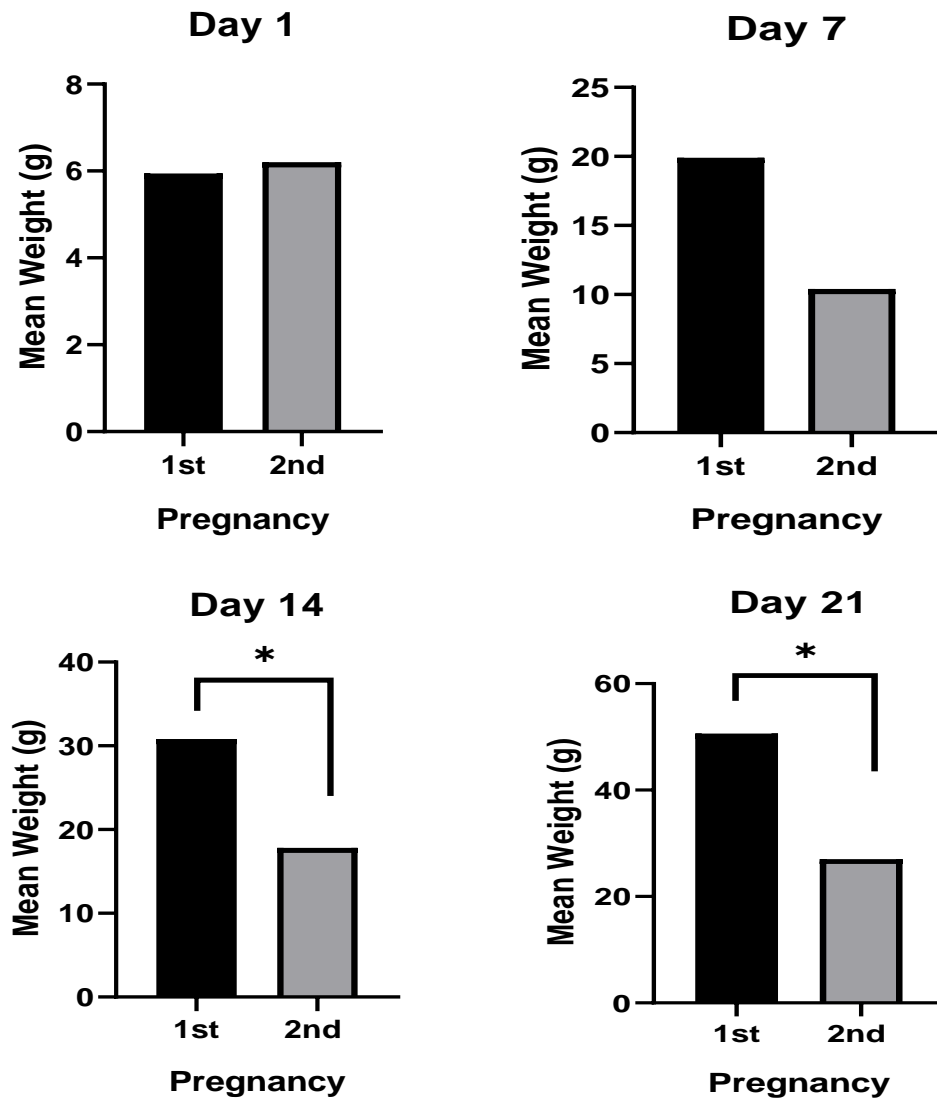 Day 1
8
6
4
2
0
Mean Weight (g)
1st 2nd
Pregnancy
Day 7
25
20
15
10
5
0
Mean Weight (g)
1st 2nd
Pregnancy
Day 14
*
40
30
20
10
0
Mean Weight (g)
1st 2nd
Pregnancy
Day 21
*
60
40
20
0
Mean Weight (g)
1st 2nd
Pregnancy